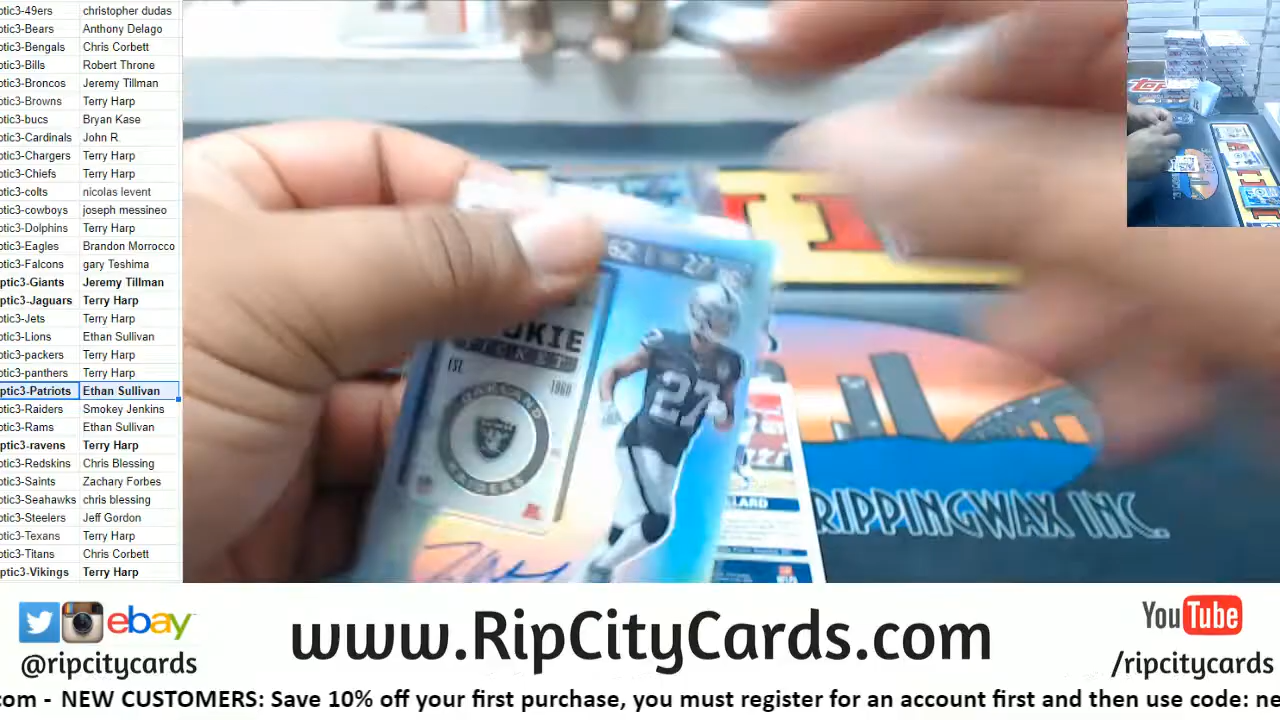 ptic3-49ers christopher dudas
ptic3-Bears Anthony Delago
ptic3-Bengals Chris Corbett
ptic3-Bills Robert Throne
ptic3-Broncos Jeremy Tillman
ptic3-Browns Terry Harp
ptic3-bucs Bryan Kase
ptic3-Cardinals John R.
ptic3-Chargers Terry Harp
ptic3-Chiefs Terry Harp
ptic3-colts nicolas levent
ptic3-cowboys joseph messineo
ptic3-Dolphins Terry Harp
ptic3-Eagles Brandon Morrocco
ptic3-Falcons gary Teshima
ptic3-Giants Jeremy Tillman
ptic3-Jaguars Terry Harp
ptic3-Jets Terry Harp
ptic3-Lions Ethan Sullivan
ptic3-packers Terry Harp
ptic3-panthers Terry Harp
ptic3-Patriots Ethan Sullivan
ptic3-Raiders Smokey Jenkins
ptic3-Rams Ethan Sullivan
ptic3-ravens Terry Harp
ptic3-Redskins Chris Blessing
ptic3-Saints Zachary Forbes
ptic3-Seahawks chris blessing
ptic3-Steelers Jeff Gordon
ptic3-Texans Terry Harp
ptic3-Titans Chris Corbett
ptic3-Vikings Terry Harp
OKIE
EST. 1960
OAKLAND
RAIDERS
27
LARD
RIPPINGWAX INC.
ebay
@ripcitycards
www.RipCityCards.com
YouTube
/ripcitycards
com - NEW CUSTOMERS: Save 10% off your first purchase, you must register for an account first and then use code: ne